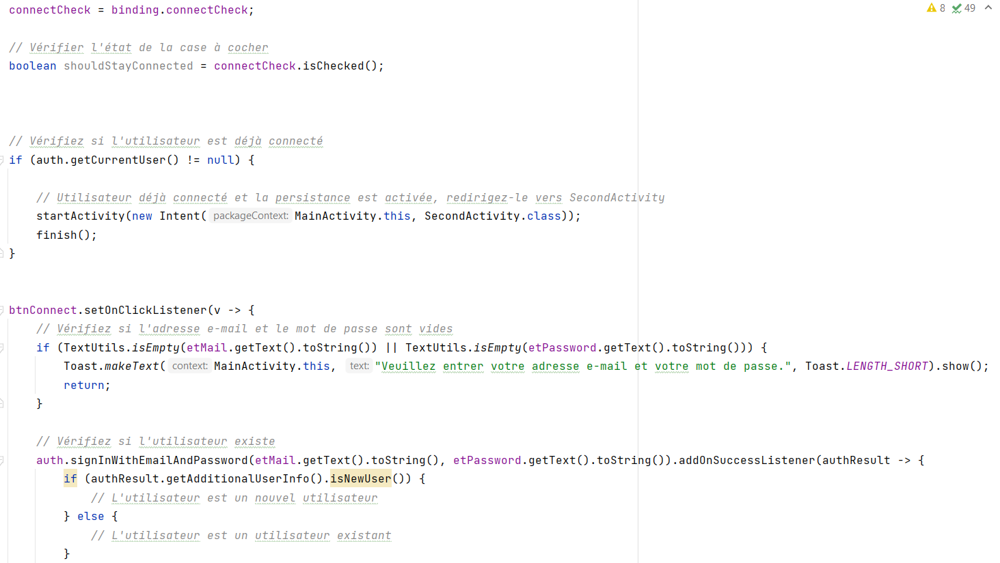 connectCheck = binding.connectCheck;
8 49
// Vérifier l'état de la case à cocher
boolean shouldStayConnected = connectCheck.isChecked();
// Vérifiez si l'utilisateur est déjà connecté
if (auth.getCurrentUser() != null) {
// Utilisateur déjà connecté et la persistance est activée, redirigez-le vers SecondActivity
startActivity(new Intent( packageContext: MainActivity.this, SecondActivity.class));
finish();
}
btnConnect.setOnClickListener(v -> {
// Vérifiez si l'adresse e-mail et le mot de passe sont vides
if (TextUtils.isEmpty(etMail.getText().toString()) || TextUtils.isEmpty(etPassword.getText().toString())) {
Toast.makeText( context: MainActivity.this, text: "Veuillez entrer votre adresse e-mail et votre mot de passe.", Toast.LENGTH_SHORT).show();
return;
}
// Vérifiez si l'utilisateur existe
auth.signInWithEmailAndPassword(etMail.getText().toString(), etPassword.getText().toString()).addOnSuccessListener(authResult -> {
if (authResult.getAdditionalUserInfo().isNewUser()) {
// L'utilisateur est un nouvel utilisateur
} else {
// L'utilisateur est un utilisateur existant
}